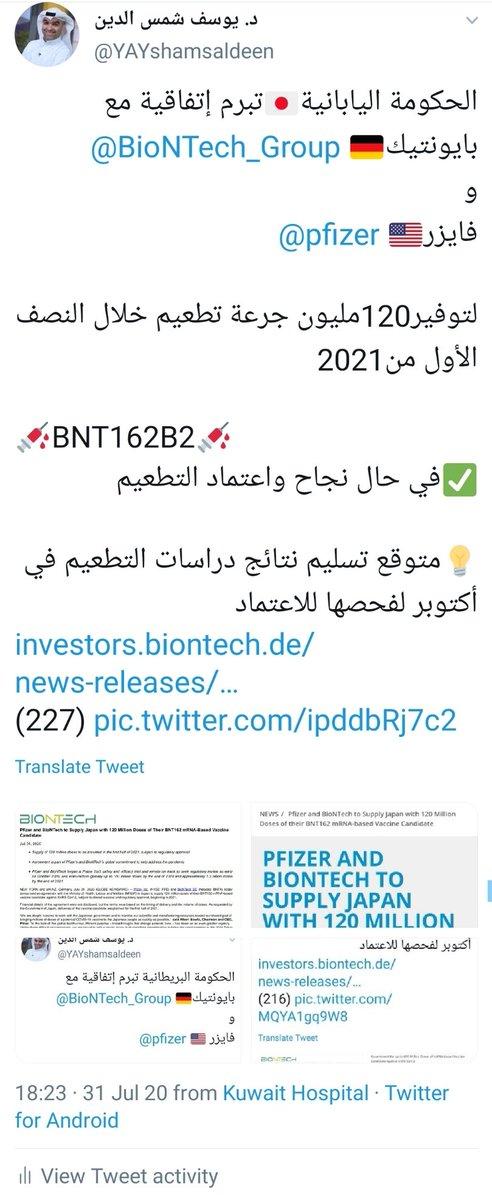 د. يوسف شمس الدين
@YAYshamsaldeen
الحكومة اليابانية🇯🇵تبرم إتفاقية مع
بايونتيك🇩🇪 @BioNTech_Group
و
فايزر🇺🇸 @pfizer
لتوفير120مليون جرعة تطعيم خلال النصف
الأول من2021
💉BNT162B2💉
✅في حال نجاح واعتماد التطعيم
💡متوقع تسليم نتائج دراسات التطعيم في
أكتوبر لفحصها للاعتماد
investors.biontech.de/
news-releases/…
(227) pic.twitter.com/ipddbRj7c2
Translate Tweet
BIONTECH
Pfizer and BioNTech to Supply Japan with 120 Million Doses of Their BNT162 mRNA-Based Vaccine
Candidate
NEWS / Pfizer and BioNTech to Supply Japan with 120 Million
Doses of their BNT162 mRNA-based Vaccine Candidate
PFIZER AND
BIONTECH TO
SUPPLY JAPAN
WITH 120 MILLION
د. يوسف شمس الدين
@YAYshamsaldeen
الحكومة البريطانية تبرم إتفاقية مع
بايونتيك🇩🇪 @BioNTech_Group
و
فايزر 🇺🇸 @pfizer
أكتوبر لفحصها للاعتماد
investors.biontech.de/
news-releases/…
(216) pic.twitter.com/
MQYA1gq9W8
Translate Tweet
BIONTECH
18:23 · 31 Jul 20 from Kuwait Hospital · Twitter
for Android
View Tweet activity